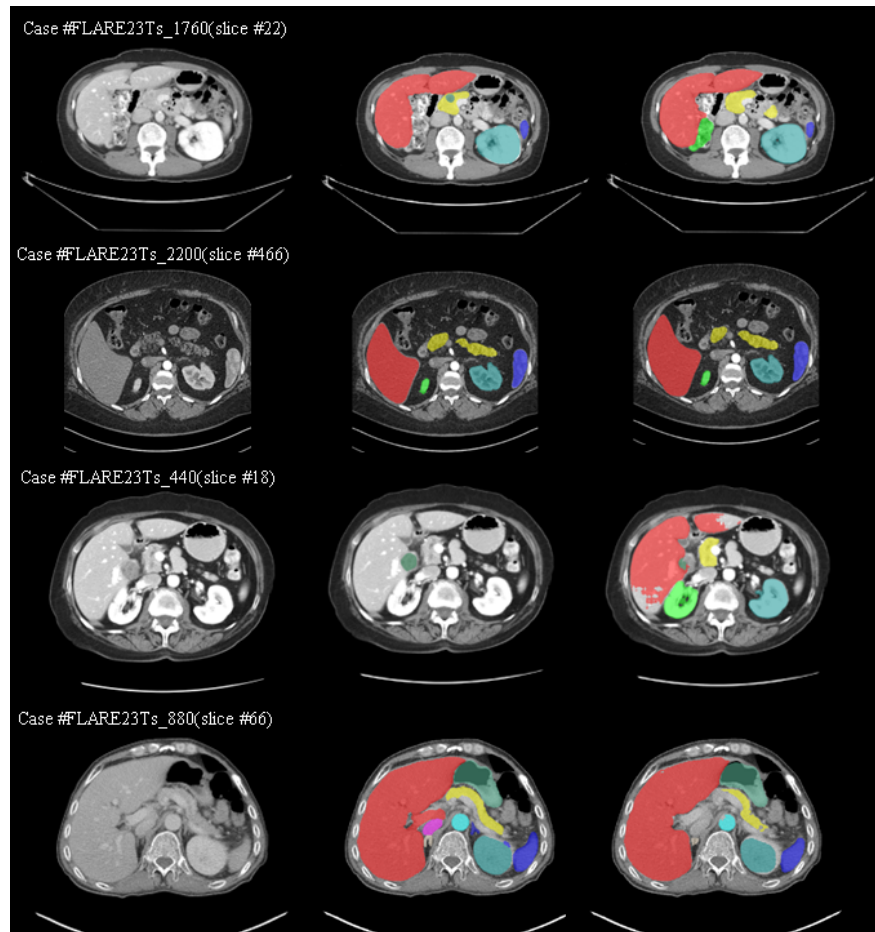 Case #FLARE23Ts_1760(slice #22)
Case #FLARE23Ts_2200(slice #466)
Case #FLARE23Ts_440(slice #18)
Case #FLARE23Ts_880(slice #66)